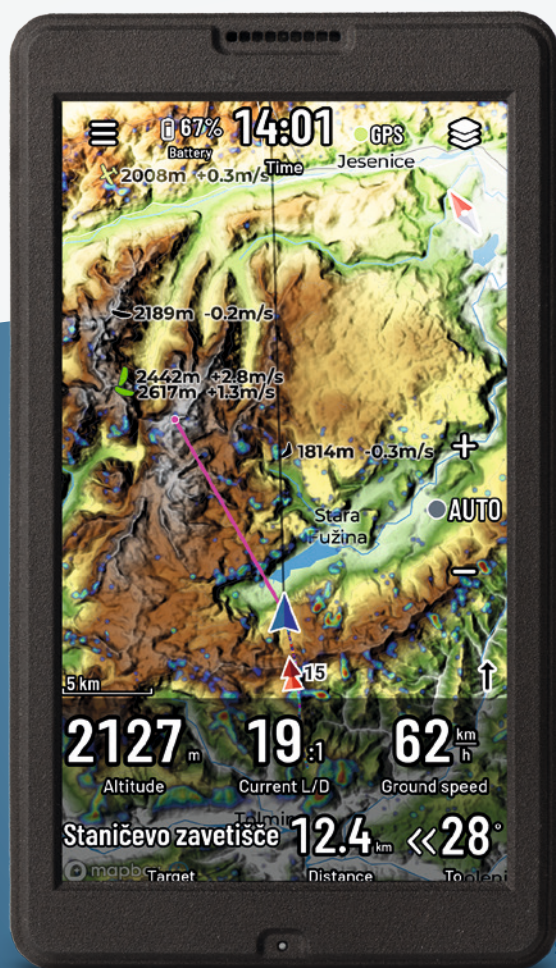 67% 14:01 GPS
Battery Time Jesenice
2008m +0.3m/s
2189m -0.2m/s
2442m +2.8m/s
2617m +1.3m/s
1814m -0.3m/s
+
AUTO
Stara
Fužina
−
15
5 km
2127 m 19 :1 62 km/h
Altitude Current L/D Ground speed
Staničevo zavetišče 12.4 km «28°
Target Distance To